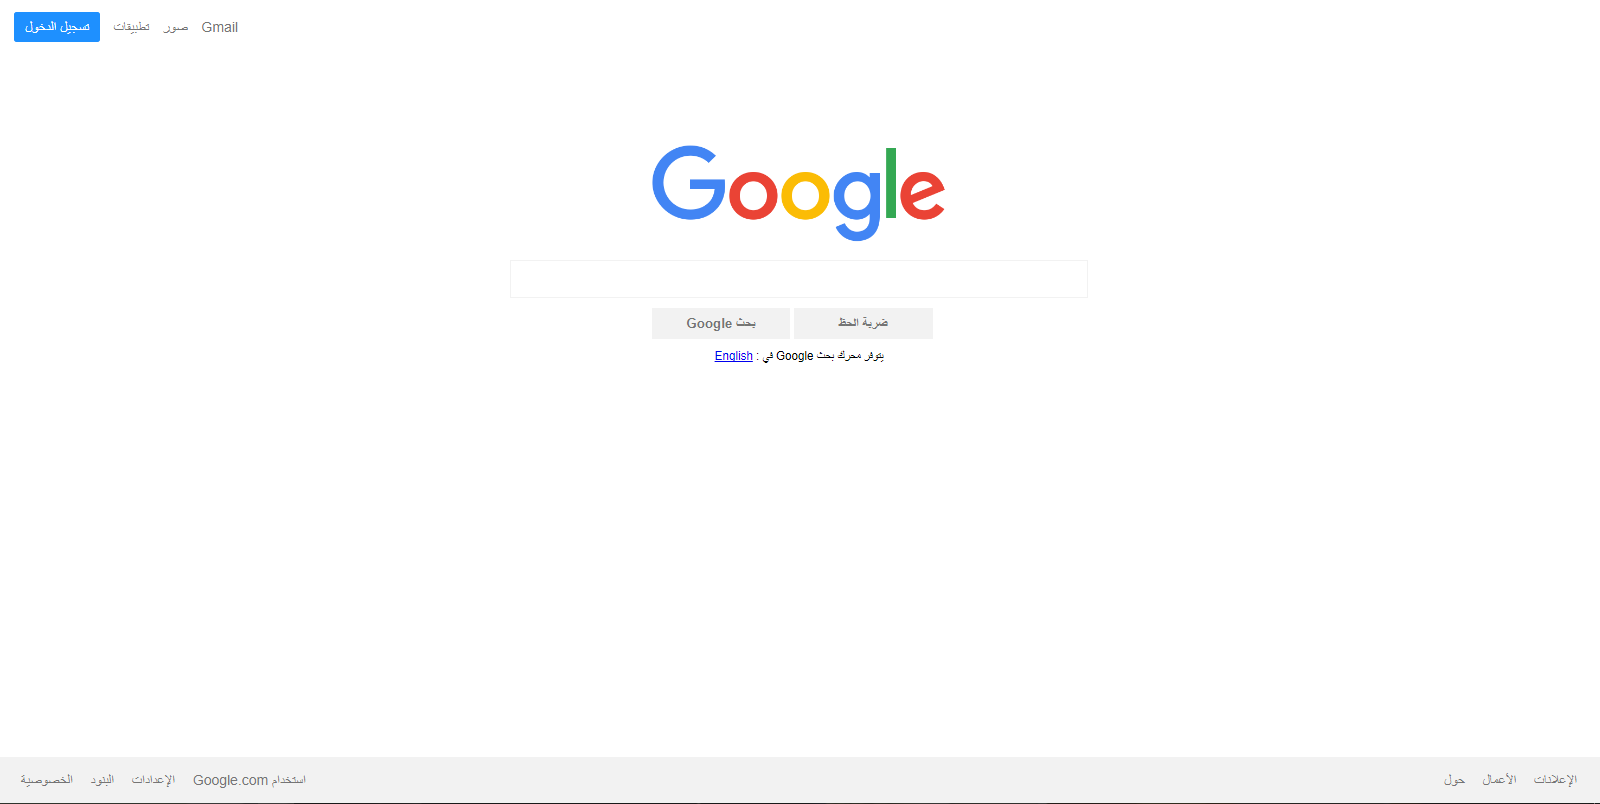 Gmail صور تطبيقات تسجيل الدخول
Google
بحث Google ضربة الحظ
يتوفر محرك بحث Google في : English
الإعلانات الأعمال حول استخدام Google.com الإعدادات البنود الخصوصية